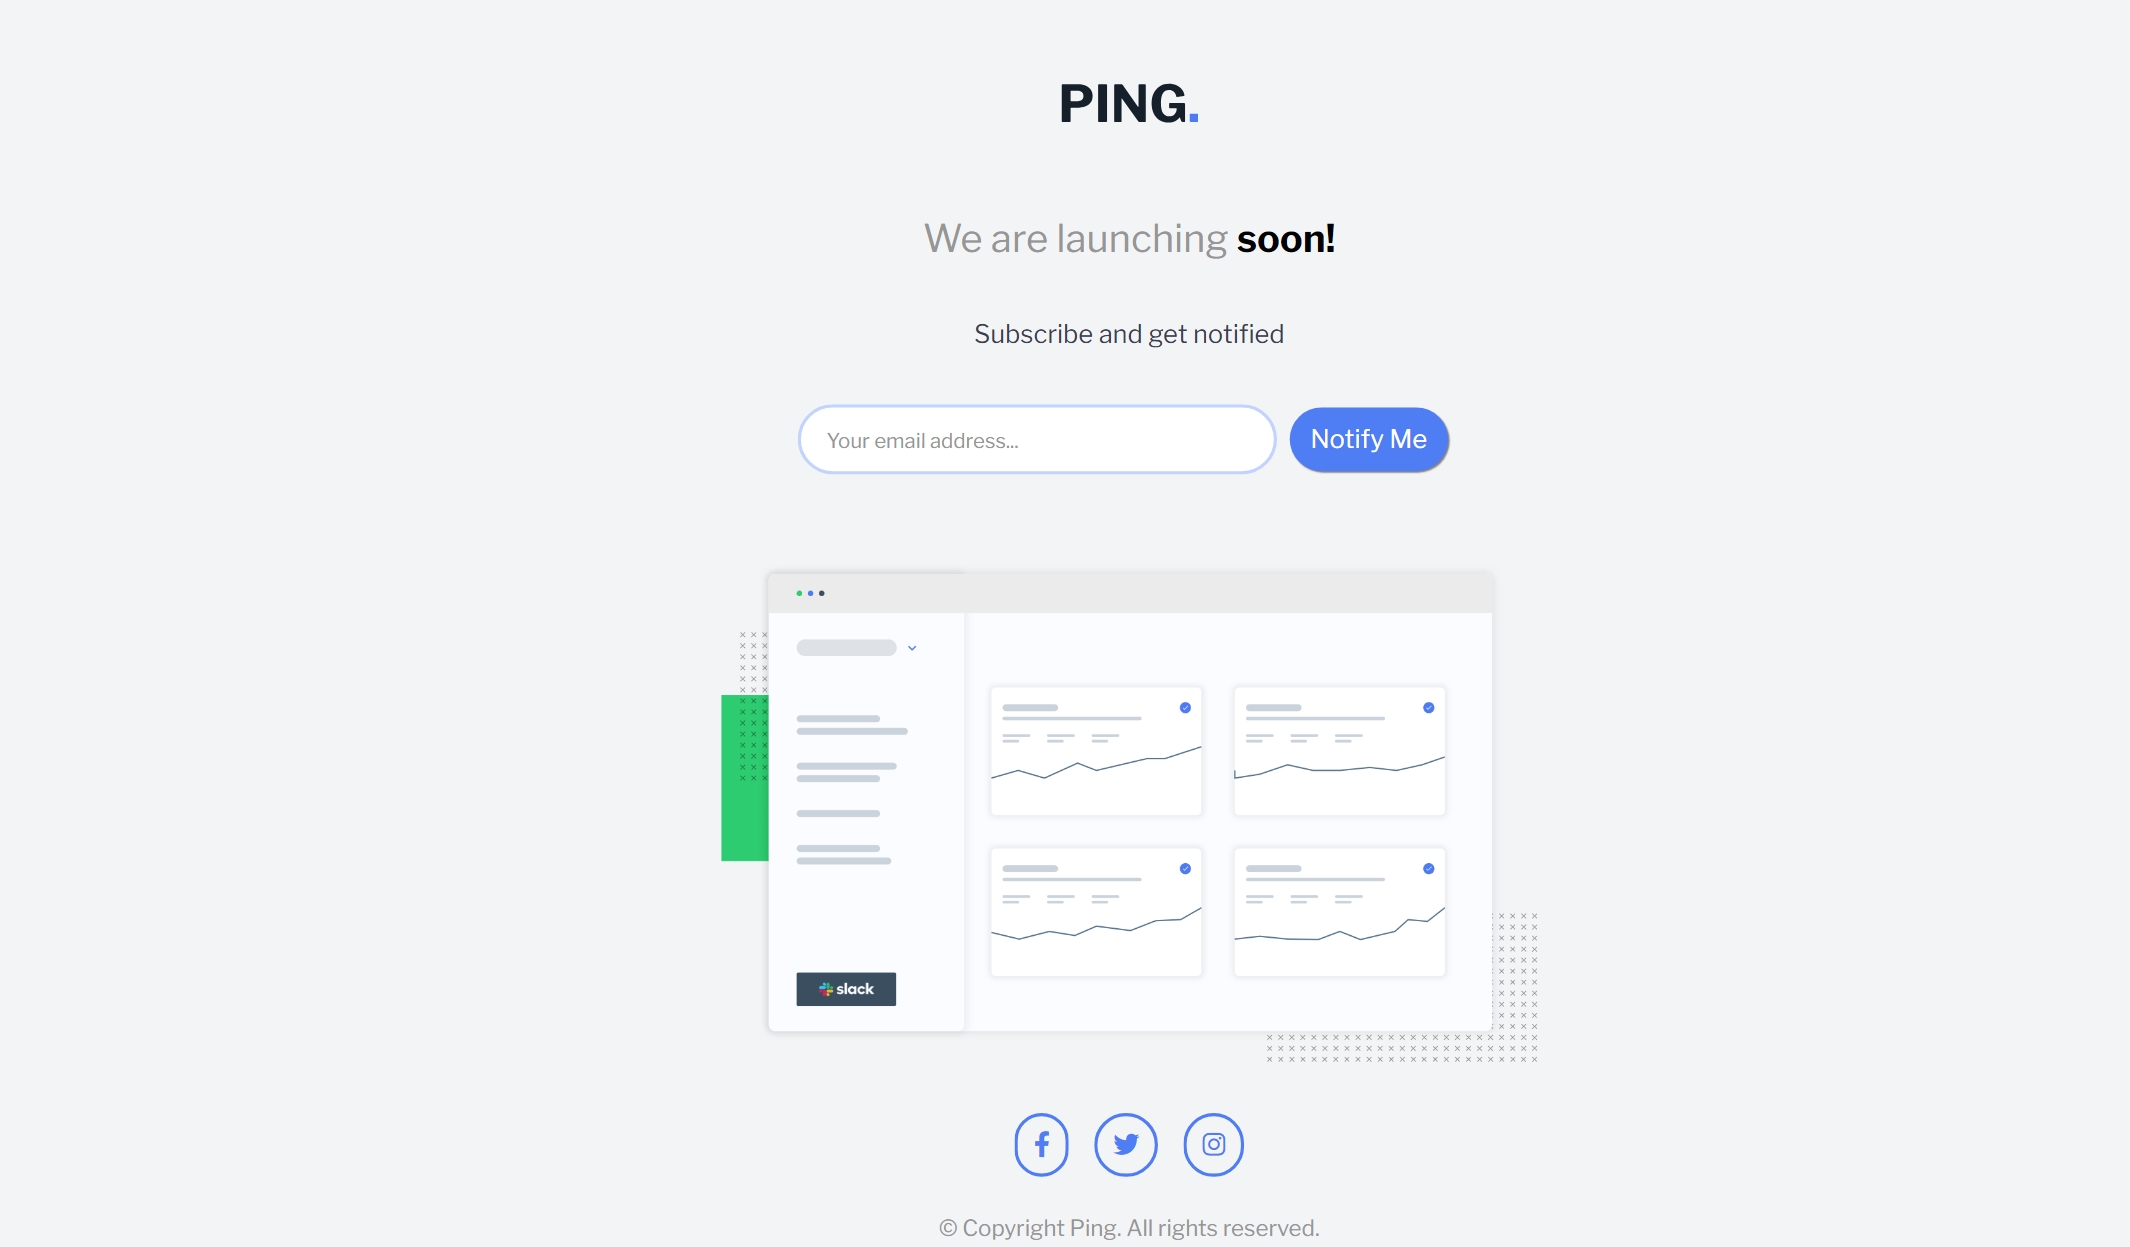 PING.
We are launching soon!
Subscribe and get notified
Your email address...
Notify Me
slack
© Copyright Ping. All rights reserved.